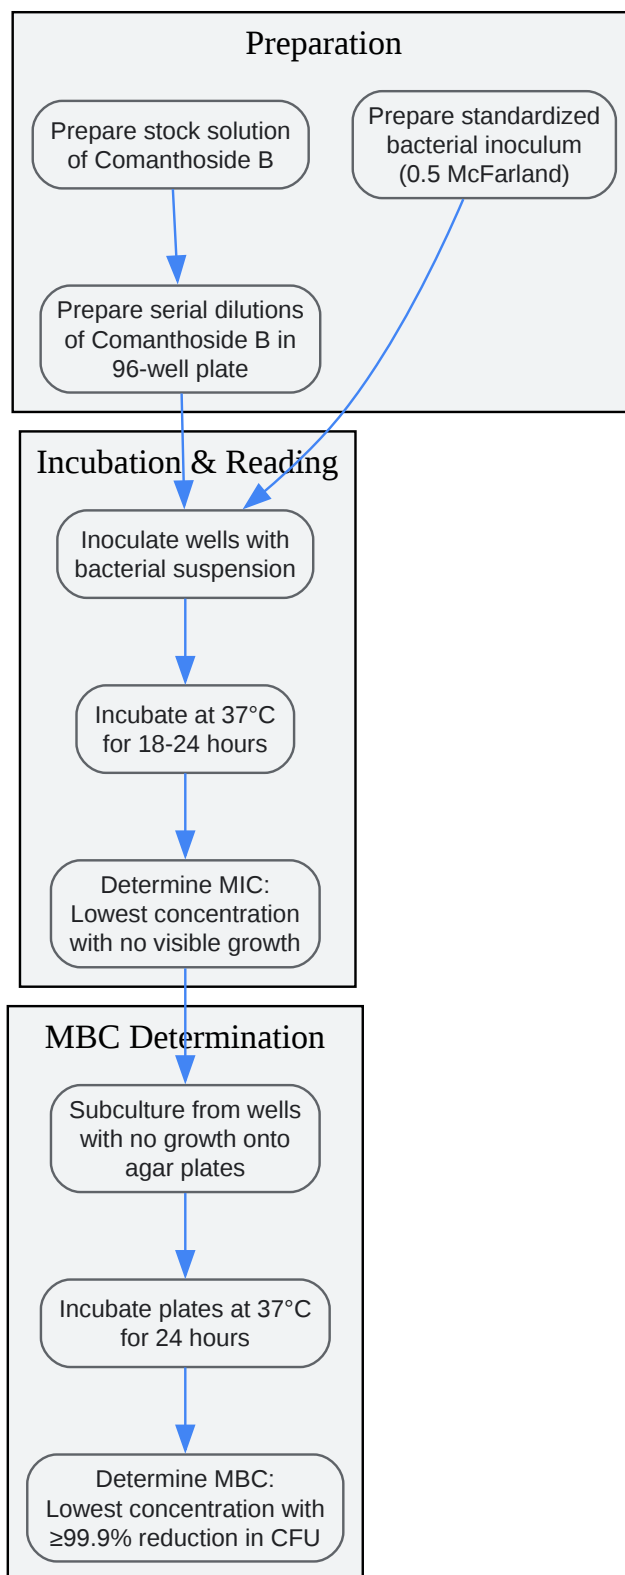 Preparation
Prepare stock solution
of Comanthoside B
Prepare standardized
bacterial inoculum
(0.5 McFarland)
Prepare serial dilutions
of Comanthoside B in
96-well plate
Incubation & Reading
Inoculate wells with
bacterial suspension
Incubate at 37°C
for 18-24 hours
Determine MIC:
Lowest concentration
with no visible growth
MBC Determination
Subculture from wells
with no growth onto
agar plates
Incubate plates at 37°C
for 24 hours
Determine MBC:
Lowest concentration with
≥99.9% reduction in CFU